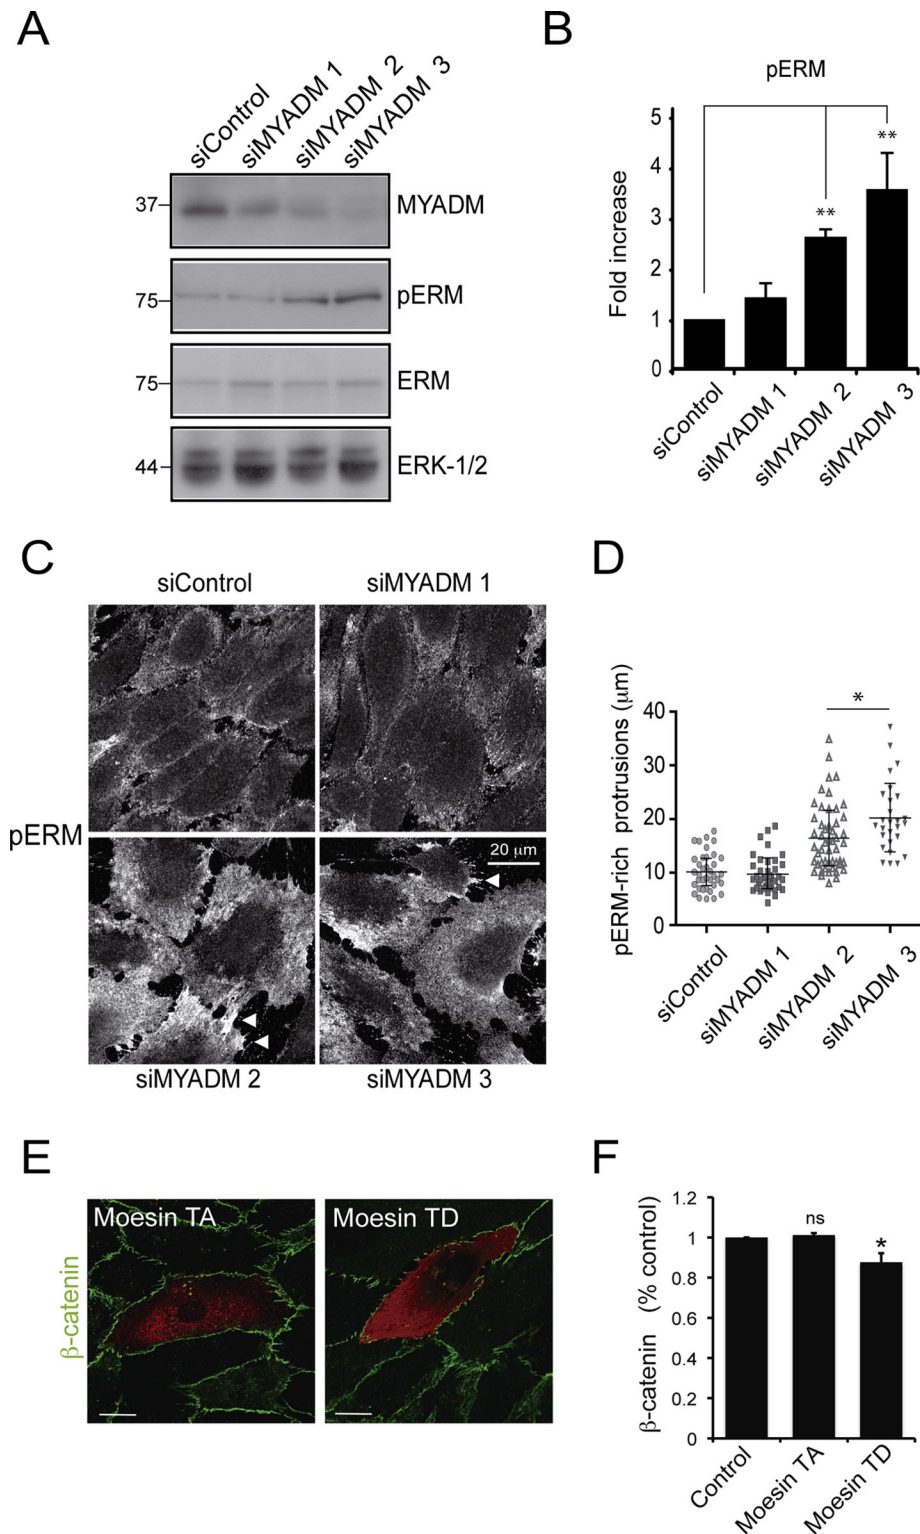 A
siControl
siMYADM 1
siMYADM 2
siMYADM 3
37
MYADM
75
pERM
75
ERM
44
ERK-1/2
B
pERM
Fold increase
5
4
3
2
1
0
**
**
siControl
siMYADM 1
siMYADM 2
siMYADM 3
C
siControl
siMYADM 1
pERM
20 μm
siMYADM 2
siMYADM 3
D
pERM-rich protrusions (μm)
40
30
20
10
0
*
siControl
siMYADM 1
siMYADM 2
siMYADM 3
E
β-catenin
Moesin TA
Moesin TD
F
β-catenin (% control)
1.2
1
0.8
0.6
0.4
0.2
0
ns
*
Control
Moesin TA
Moesin TD